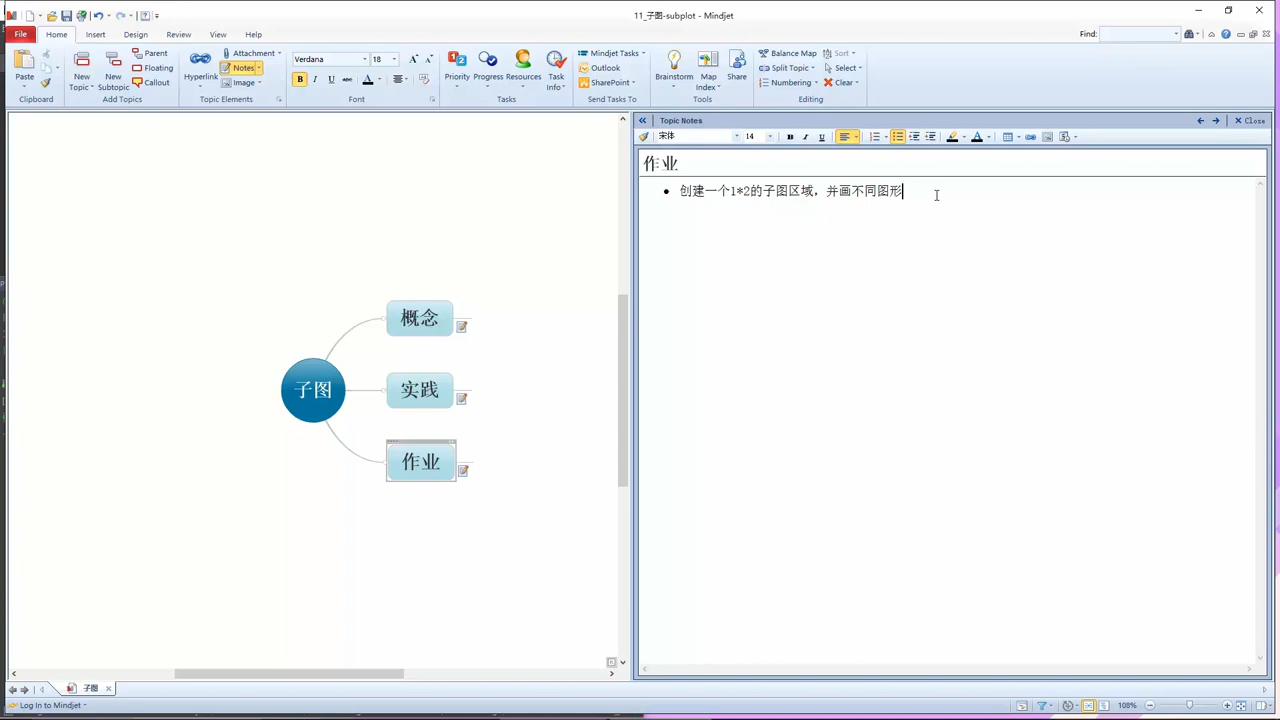 11_子图-subplot - Mindjet
File Home Insert Design Review View Help Find:
Paste
Clipboard
New Topic
New Subtopic
Parent
Floating
Callout
Add Topics
Hyperlink
Attachment
Notes
Image
Topic Elements
Verdana 18
B I U abc A
Font
Priority Progress Resources Task Info
Tasks
Mindjet Tasks
Outlook
SharePoint
Send Tasks To
Brainstorm Map Index Share
Tools
Balance Map Sort
Split Topic Select
Numbering Clear
Editing
Topic Notes Close
宋体 14 B I U A
作业
• 创建一个1*2的子图区域，并画不同图形
概念
子图
实践
作业
子图
Log In to Mindjet 108%